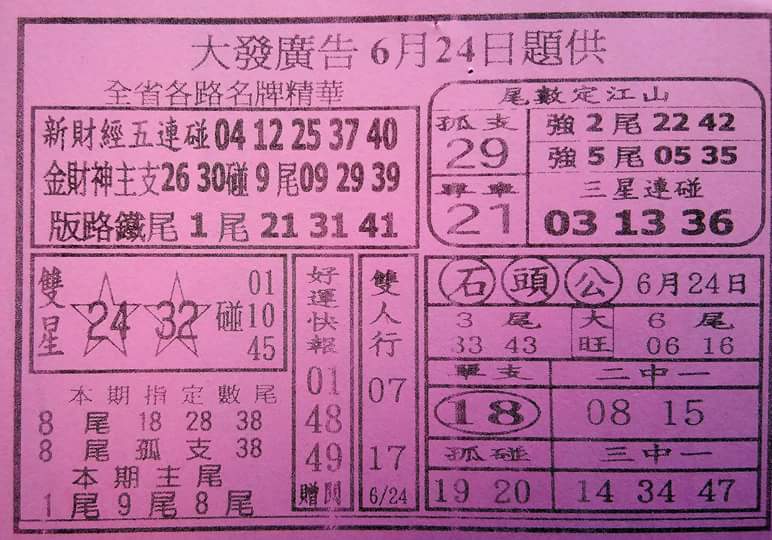 大發廣告 6月24日題供
全省各路名牌精華
新財經五連碰 04 12 25 37 40
金財神主支 26 30 碰 9 尾 09 29 39
版路鐵尾 1 尾 21 31 41
尾數定江山
孤支
29
強 2 尾 22 42
強 5 尾 05 35
21
三星連碰
03 13 36
雙星
24 32 碰
01
10
45
本期指定數尾
8 尾 18 28 38
8 尾 孤支 38
本期主尾
1 尾 9 尾 8 尾
好運快報
01
48
49
贈閱
雙人行
07
17
6/24
石頭公 6月24日
3 尾
33 43
大旺
6 尾
06 16
單支
18
二中一
08 15
孤碰
19 20
三中一
14 34 47